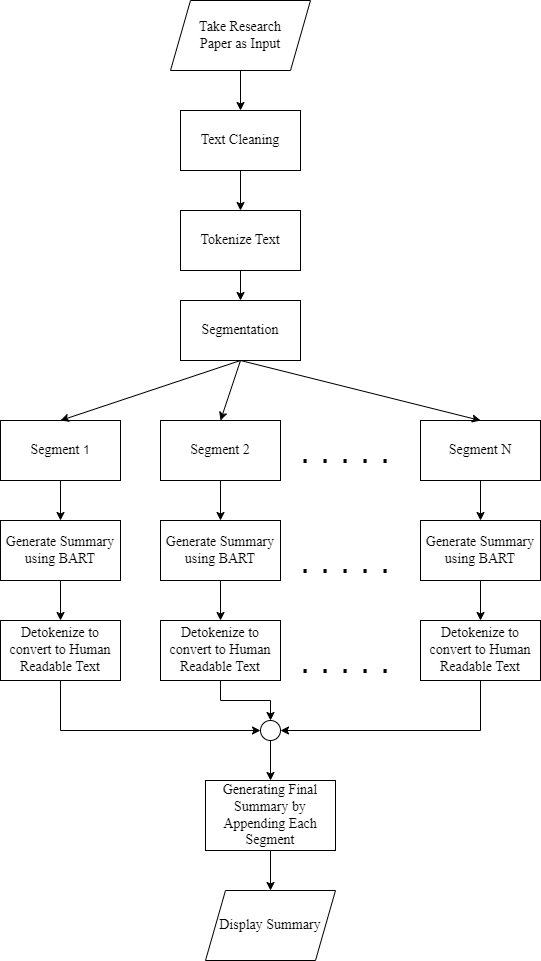 Take Research
Paper as Input
Text Cleaning
Tokenize Text
Segmentation
Segment 1
Segment 2
. . . . .
Segment N
Generate Summary
using BART
Generate Summary
using BART
. . . . .
Generate Summary
using BART
Detokenize to
convert to Human
Readable Text
Detokenize to
convert to Human
Readable Text
. . . . .
Detokenize to
convert to Human
Readable Text
Generating Final
Summary by
Appending Each
Segment
Display Summary